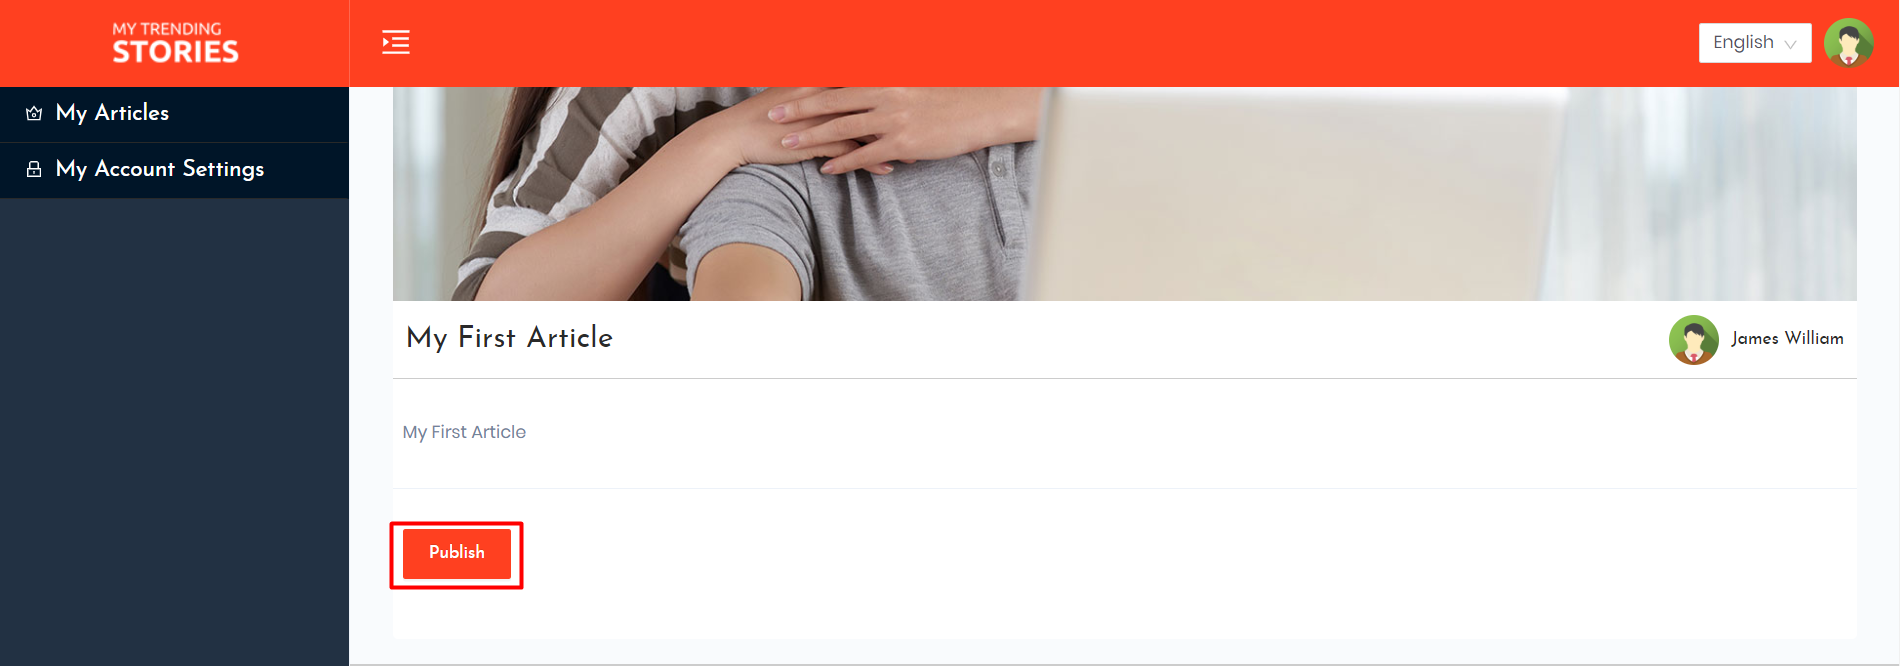 MY TRENDING
STORIES
English
My Articles
My Account Settings
My First Article
James William
My First Article
Publish